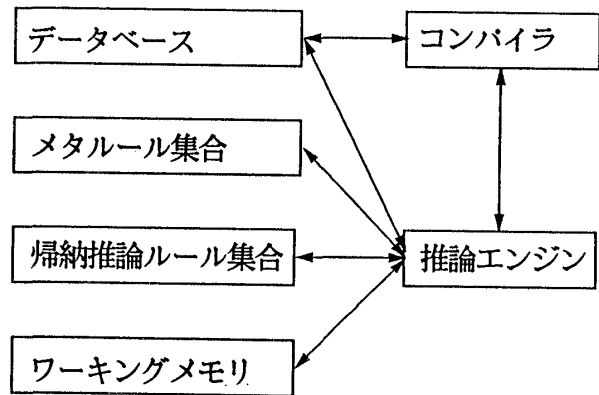 データベース
コンパイラ
メタルール集合
帰納推論ルール集合
推論エンジン
ワーキングメモリ